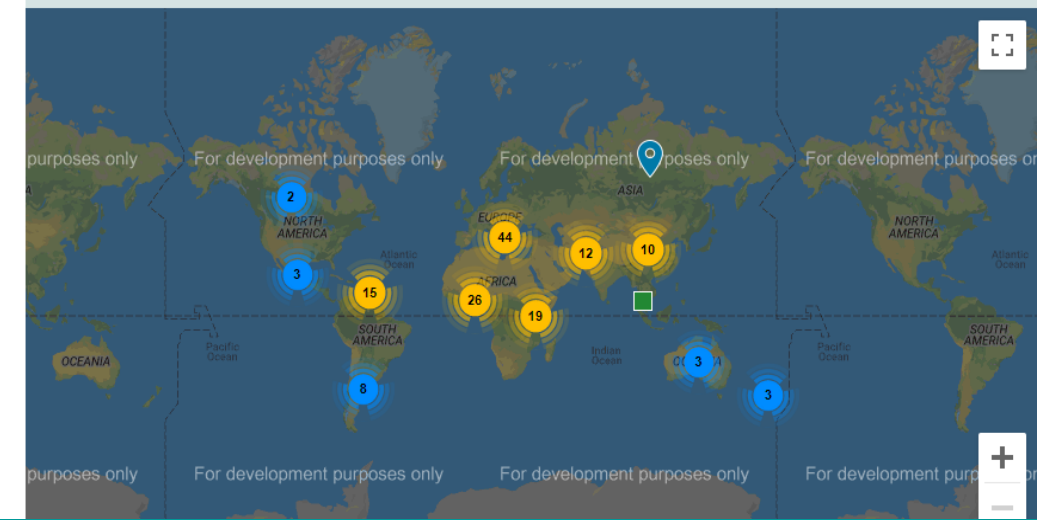 purposes only
For development purposes only
For development
poses only
For development purposes or
A
ASIA
2
NORTH
AMERICA
EUROPE
44
12
10
NORTH
AMERICA
Atlantic
Ocean
Atlantic
Ocean
3
15
AFRICA
26
19
SOUTH
AMERICA
SOUTH
AMERICA
Pacific
Ocean
Indian
Ocean
Pacific
Ocean
OCEANIA
3
8
3
purposes only
For development purposes only
For development purposes only
For development purp